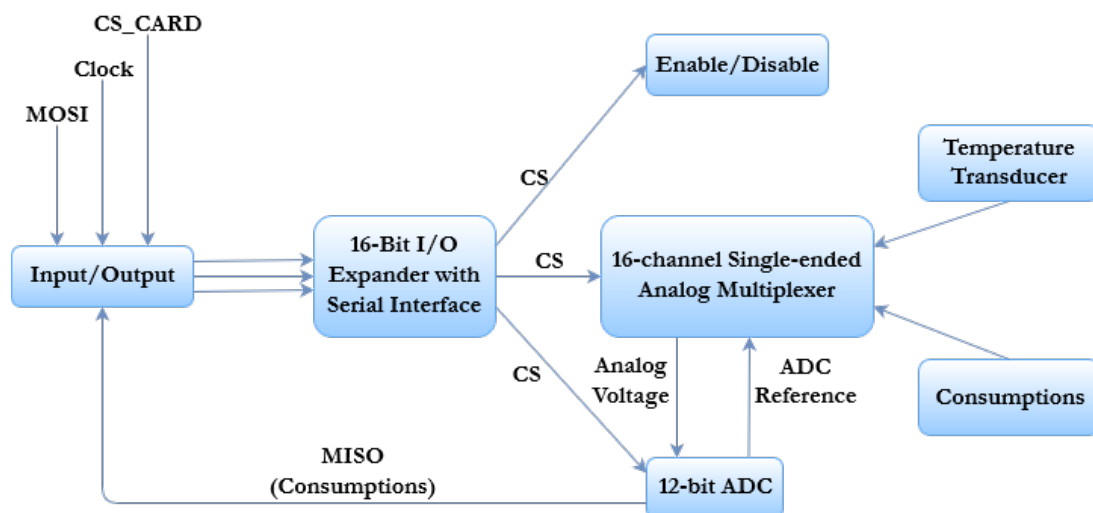 CS_CARD
Clock
MOSI
Enable/Disable
Temperature
Transducer
CS
Input/Output
16-Bit I/O
Expander with
Serial Interface
CS
16-channel Single-ended
Analog Multiplexer
CS
Analog
Voltage
ADC
Reference
Consumptions
MISO
(Consumptions)
12-bit ADC